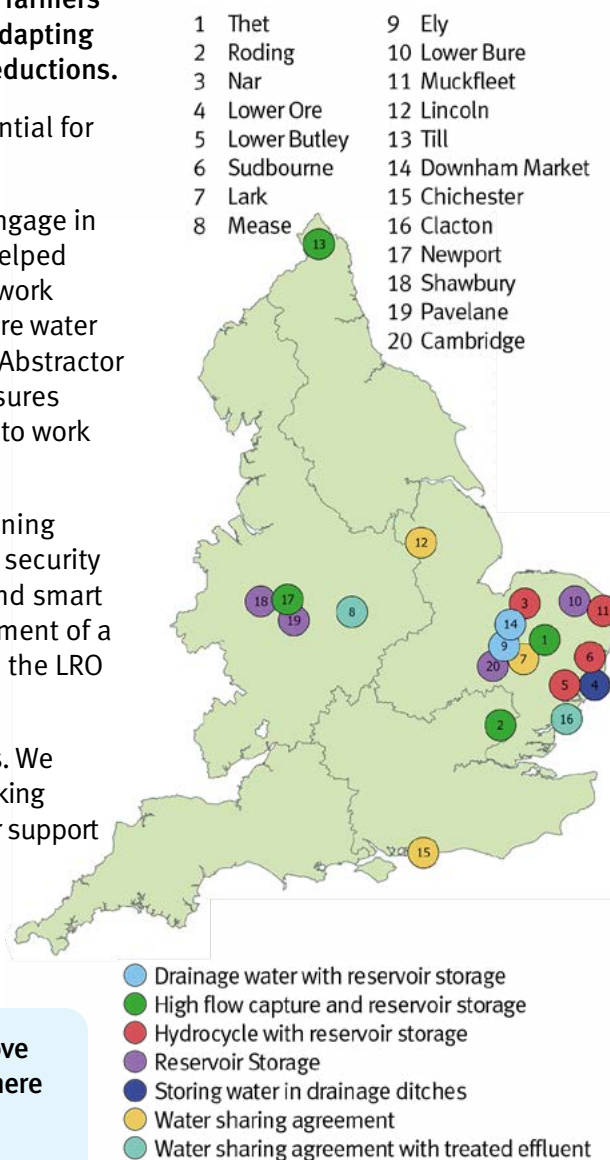 farmers
dapting
eductions.
ential for
ngage in
elped
work
re water
Abstractor
sures
to work
ning
security
nd smart
ment of a
the LRO
s. We
king
r support
ove
here
1 Thet
2 Roding
3 Nar
4 Lower Ore
5 Lower Butley
6 Sudbourne
7 Lark
8 Mease
9 Ely
10 Lower Bure
11 Muckfleet
12 Lincoln
13 Till
14 Downham Market
15 Chichester
16 Clacton
17 Newport
18 Shawbury
19 Pavelane
20 Cambridge
13
12
18
17
19
8
3
10
11
14
1
9
7
20
6
5
4
16
2
15
Drainage water with reservoir storage
High flow capture and reservoir storage
Hydrocycle with reservoir storage
Reservoir Storage
Storing water in drainage ditches
Water sharing agreement
Water sharing agreement with treated effluent